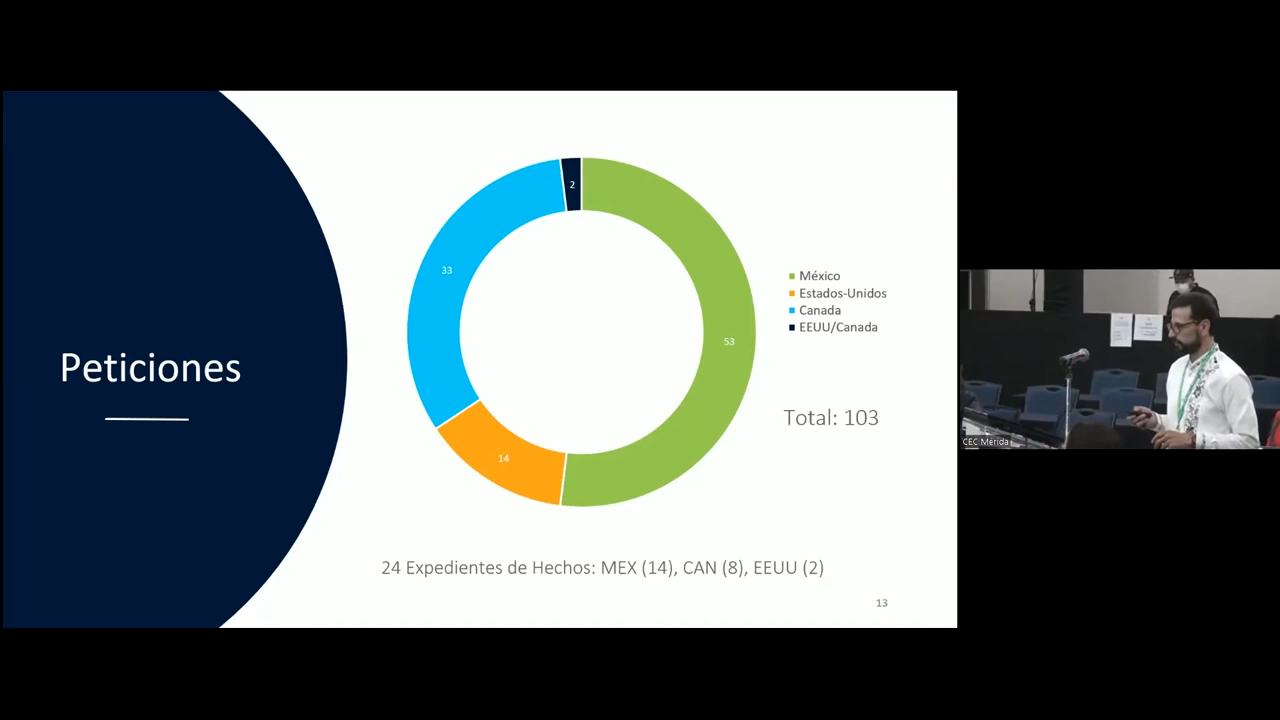 Peticiones
2
33
53
14
México
Estados-Unidos
Canada
EEUU/Canada
Total: 103
24 Expedientes de Hechos: MEX (14), CAN (8), EEUU (2)
13
CEC Mérida